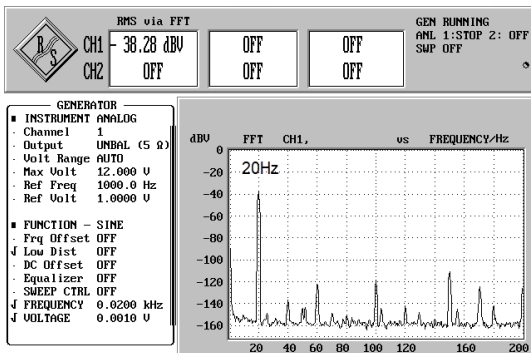 RMS via FFT
CH1 - 38.28 dBV OFF OFF
CH2 OFF OFF OFF
GEN RUNNING
ANL 1:STOP 2: OFF
SWP OFF
R S
GENERATOR
INSTRUMENT ANALOG
Channel 1
Output UNBAL (5 Ω)
Volt Range AUTO
Max Volt 12.000 V
Ref Freq 1000.0 Hz
Ref Volt 1.0000 V
FUNCTION - SINE
Frq Offset OFF
Low Dist OFF
DC Offset OFF
Equalizer OFF
SWEEP CTRL OFF
FREQUENCY 0.0200 kHz
VOLTAGE 0.0010 V
dBV FFT CH1, vs FREQUENCY/Hz
0
-20
20Hz
-40
-60
-80
-100
-120
-140
-160
20 40 60 80 100 120 160 200